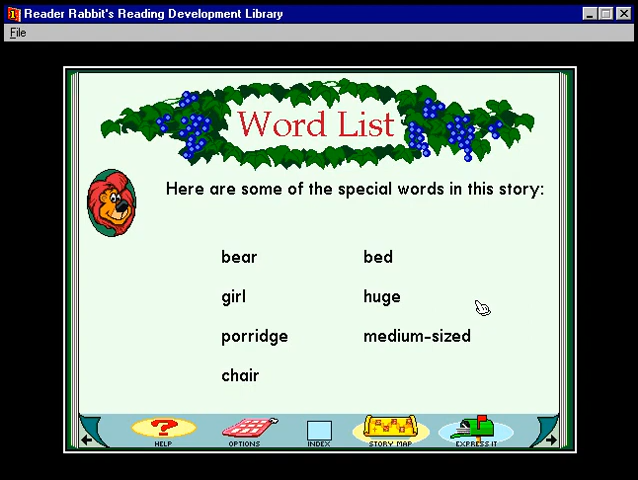 Reader Rabbit's Reading Development Library
File
Word List
Here are some of the special words in this story:
bear
bed
girl
huge
porridge
medium-sized
chair
HELP
OPTIONS
INDEX
STORY MAP
EXPRESS IT